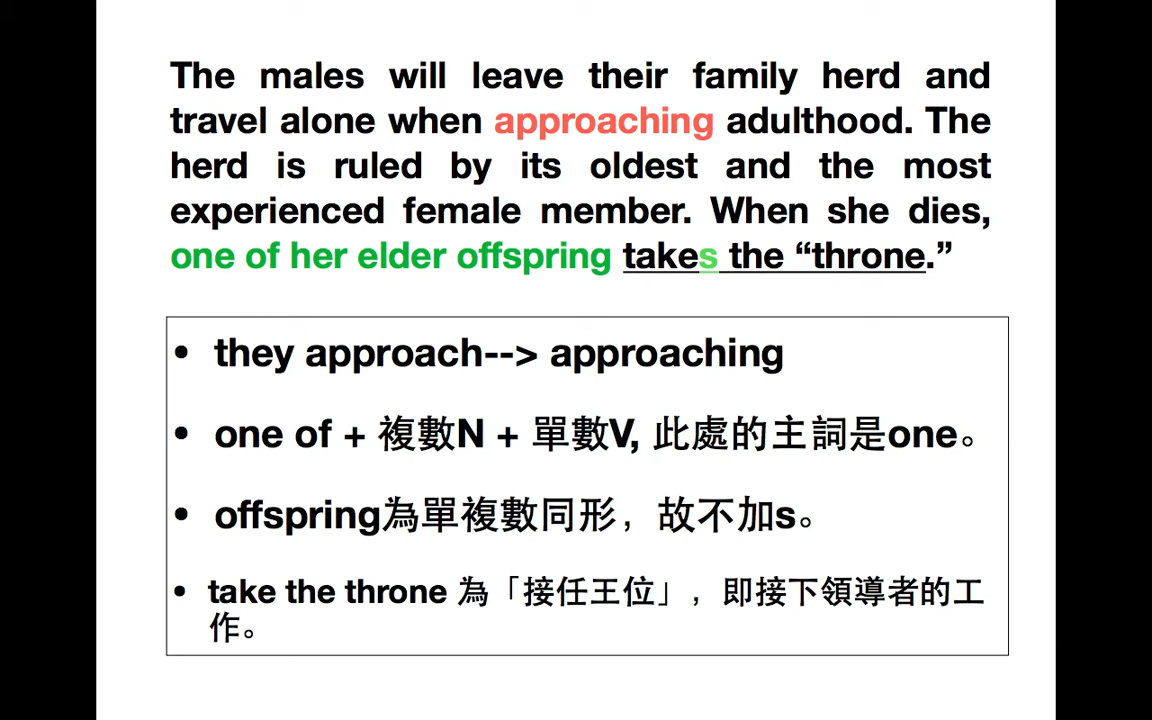 The males will leave their family herd and
travel alone when approaching adulthood. The
herd is ruled by its oldest and the most
experienced female member. When she dies,
one of her elder offspring takes the “throne.”
• they approach--> approaching
• one of + 複數N + 單數V, 此處的主詞是one。
• offspring為單複數同形，故不加s。
• take the throne 為「接任王位」，即接下領導者的工
作。